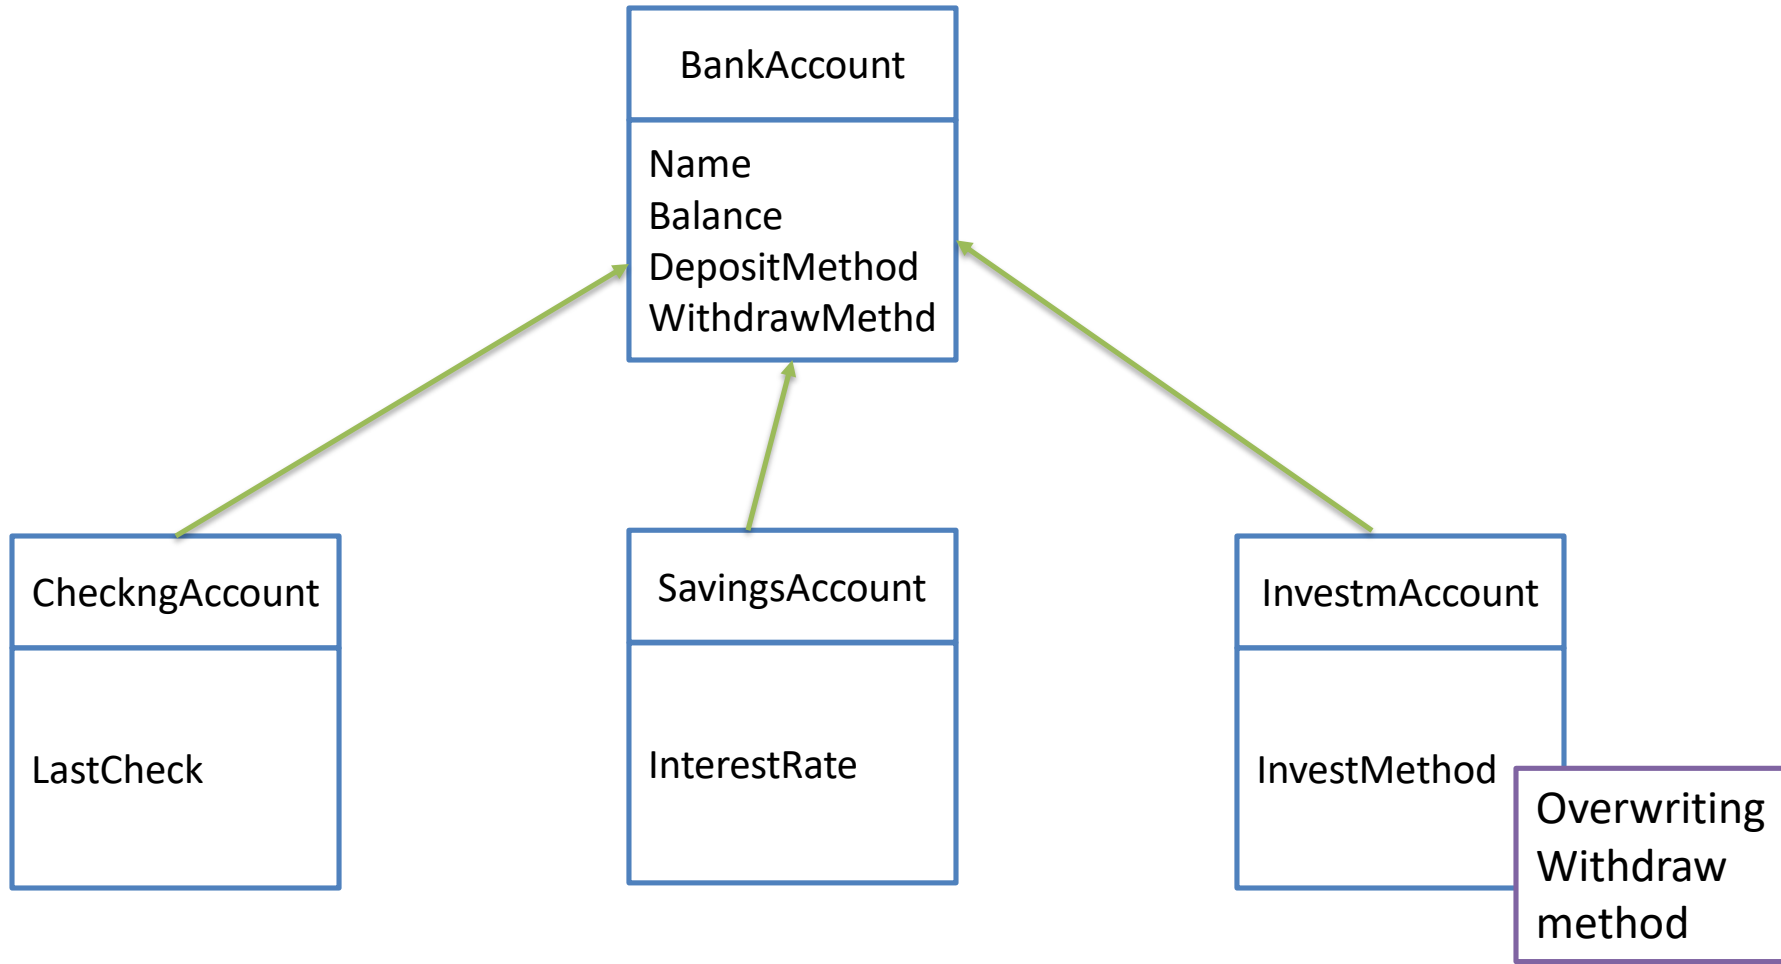 BankAccount
Name
Balance
DepositMethod
WithdrawMethd
CheckngAccount
LastCheck
SavingsAccount
InterestRate
InvestmAccount
InvestMethod
Overwriting
Withdraw
method